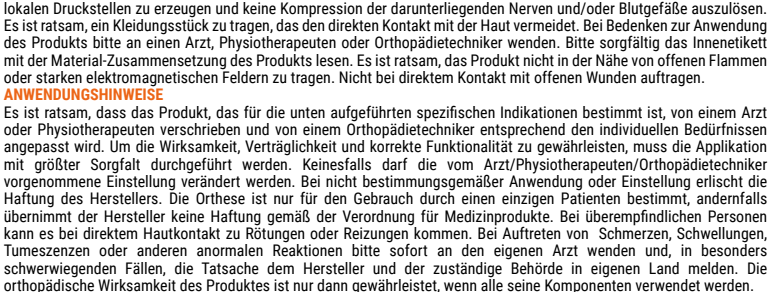 lokalen Druckstellen zu erzeugen und keine Kompression der darunterliegenden Nerven und/oder Blutgefäße auszulösen.
Es ist ratsam, ein Kleidungsstück zu tragen, das den direkten Kontakt mit der Haut vermeidet. Bei Bedenken zur Anwendung
des Produkts bitte an einen Arzt, Physiotherapeuten oder Orthopädietechniker wenden. Bitte sorgfältig das Innenetikett
mit der Material-Zusammensetzung des Produkts lesen. Es ist ratsam, das Produkt nicht in der Nähe von offenen Flammen
oder starken elektromagnetischen Feldern zu tragen. Nicht bei direktem Kontakt mit offenen Wunden auftragen.
ANWENDUNGSHINWEISE
Es ist ratsam, dass das Produkt, das für die unten aufgeführten spezifischen Indikationen bestimmt ist, von einem Arzt
oder Physiotherapeuten verschrieben und von einem Orthopädietechniker entsprechend den individuellen Bedürfnissen
angepasst wird. Um die Wirksamkeit, Verträglichkeit und korrekte Funktionalität zu gewährleisten, muss die Applikation
mit größter Sorgfalt durchgeführt werden. Keinesfalls darf die vom Arzt/Physiotherapeuten/Orthopädietechniker
vorgenommene Einstellung verändert werden. Bei nicht bestimmungsgemäßer Anwendung oder Einstellung erlischt die
Haftung des Herstellers. Die Orthese ist nur für den Gebrauch durch einen einzigen Patienten bestimmt, andernfalls
übernimmt der Hersteller keine Haftung gemäß der Verordnung für Medizinprodukte. Bei überempfindlichen Personen
kann es bei direktem Hautkontakt zu Rötungen oder Reizungen kommen. Bei Auftreten von Schmerzen, Schwellungen,
Tumeszenzen oder anderen anormalen Reaktionen bitte sofort an den eigenen Arzt wenden und, in besonders
schwerwiegenden Fällen, die Tatsache dem Hersteller und der zuständige Behörde in eigenen Land melden. Die
orthopädische Wirksamkeit des Produktes ist nur dann gewährleistet, wenn alle seine Komponenten verwendet werden.